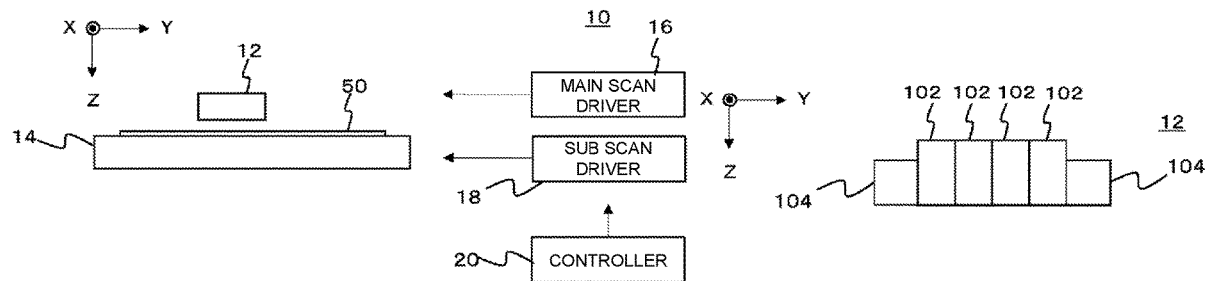 10
X Y
Z
12
50
14
16
MAIN SCAN
DRIVER
SUB SCAN
DRIVER
18
20
CONTROLLER
X Y
Z
102 102 102 102
12
104
104